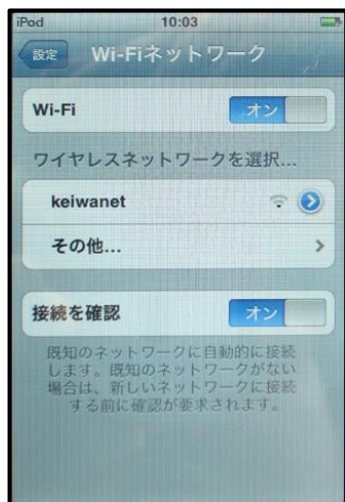 iPod 10:03
設定 Wi-Fiネットワーク
Wi-Fi オン
ワイヤレスネットワークを選択...
keiwanet
その他...
接続を確認 オン
既知のネットワークに自動的に接続
します。既知のネットワークがない
場合は、新しいネットワークに接続
する前に確認が要求されます。